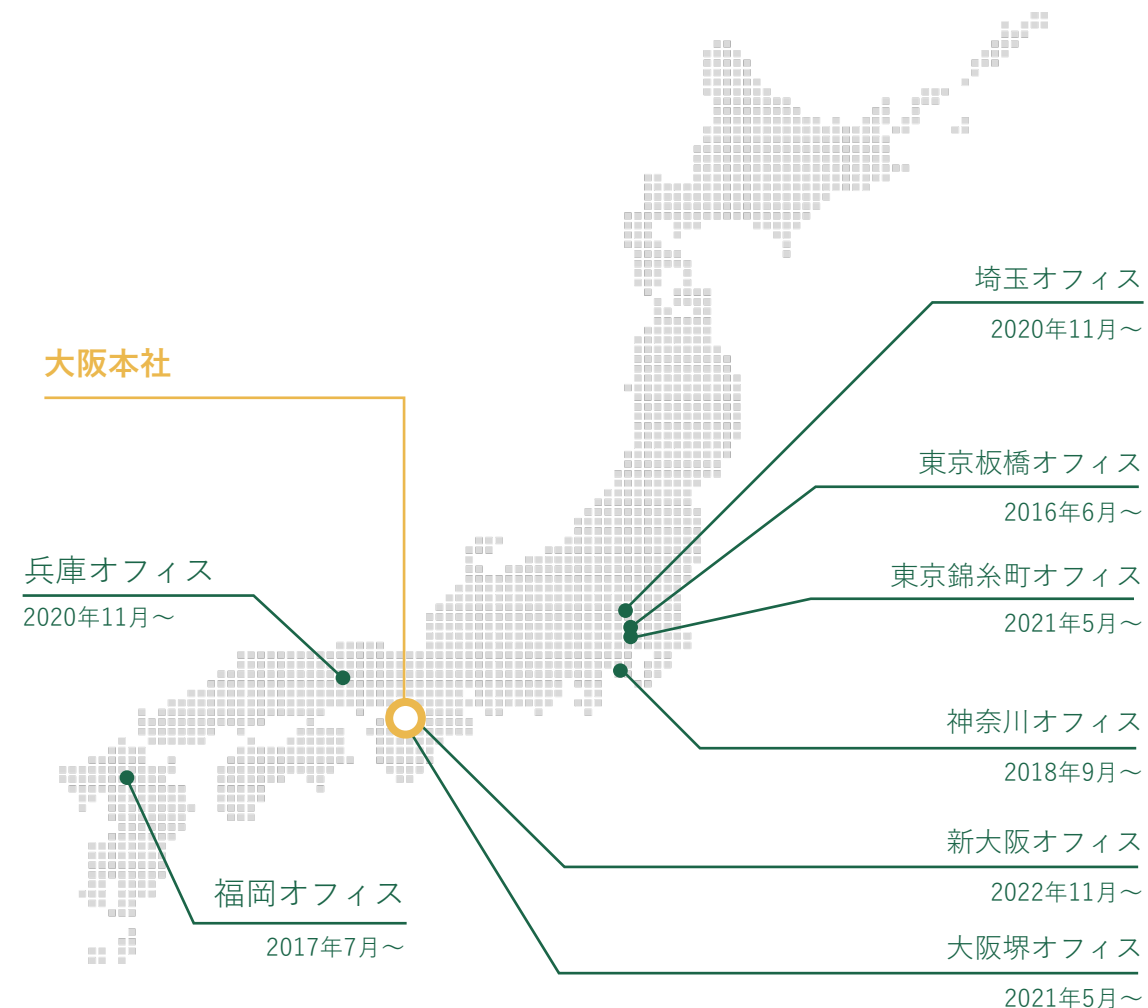 埼玉オフィス
2020年11月〜
大阪本社
東京板橋オフィス
2016年6月〜
兵庫オフィス
2020年11月〜
東京錦糸町オフィス
2021年5月〜
神奈川オフィス
2018年9月〜
新大阪オフィス
2022年11月〜
福岡オフィス
2017年7月〜
大阪堺オフィス
2021年5月〜